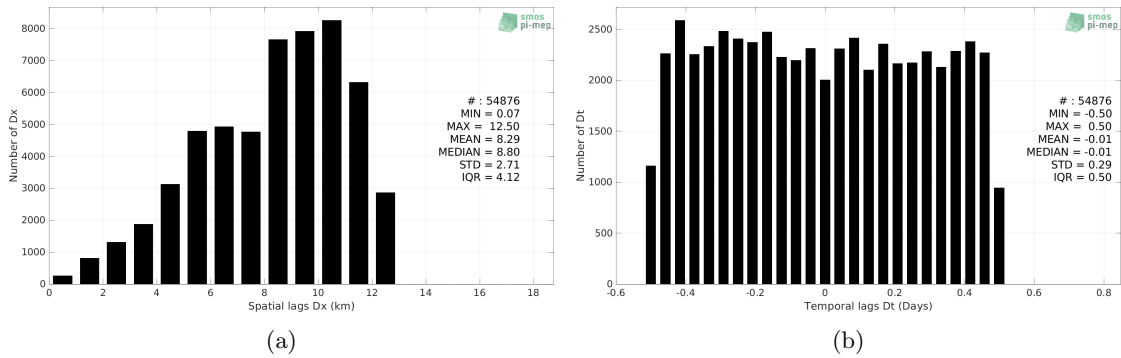 8000
7000
6000
5000
4000
3000
2000
1000
0
Number of Dx
0 2 4 6 8 10 12 14 16 18
Spatial lags Dx (km)
smos
pi-mep
# : 54876
MIN = 0.07
MAX = 12.50
MEAN = 8.29
MEDIAN = 8.80
STD = 2.71
IQR = 4.12
(a)
2500
2000
1500
1000
500
0
Number of Dt
-0.6 -0.4 -0.2 0 0.2 0.4 0.6 0.8
Temporal lags Dt (Days)
smos
pi-mep
# : 54876
MIN = -0.50
MAX = 0.50
MEAN = -0.01
MEDIAN = -0.01
STD = 0.29
IQR = 0.50
(b)